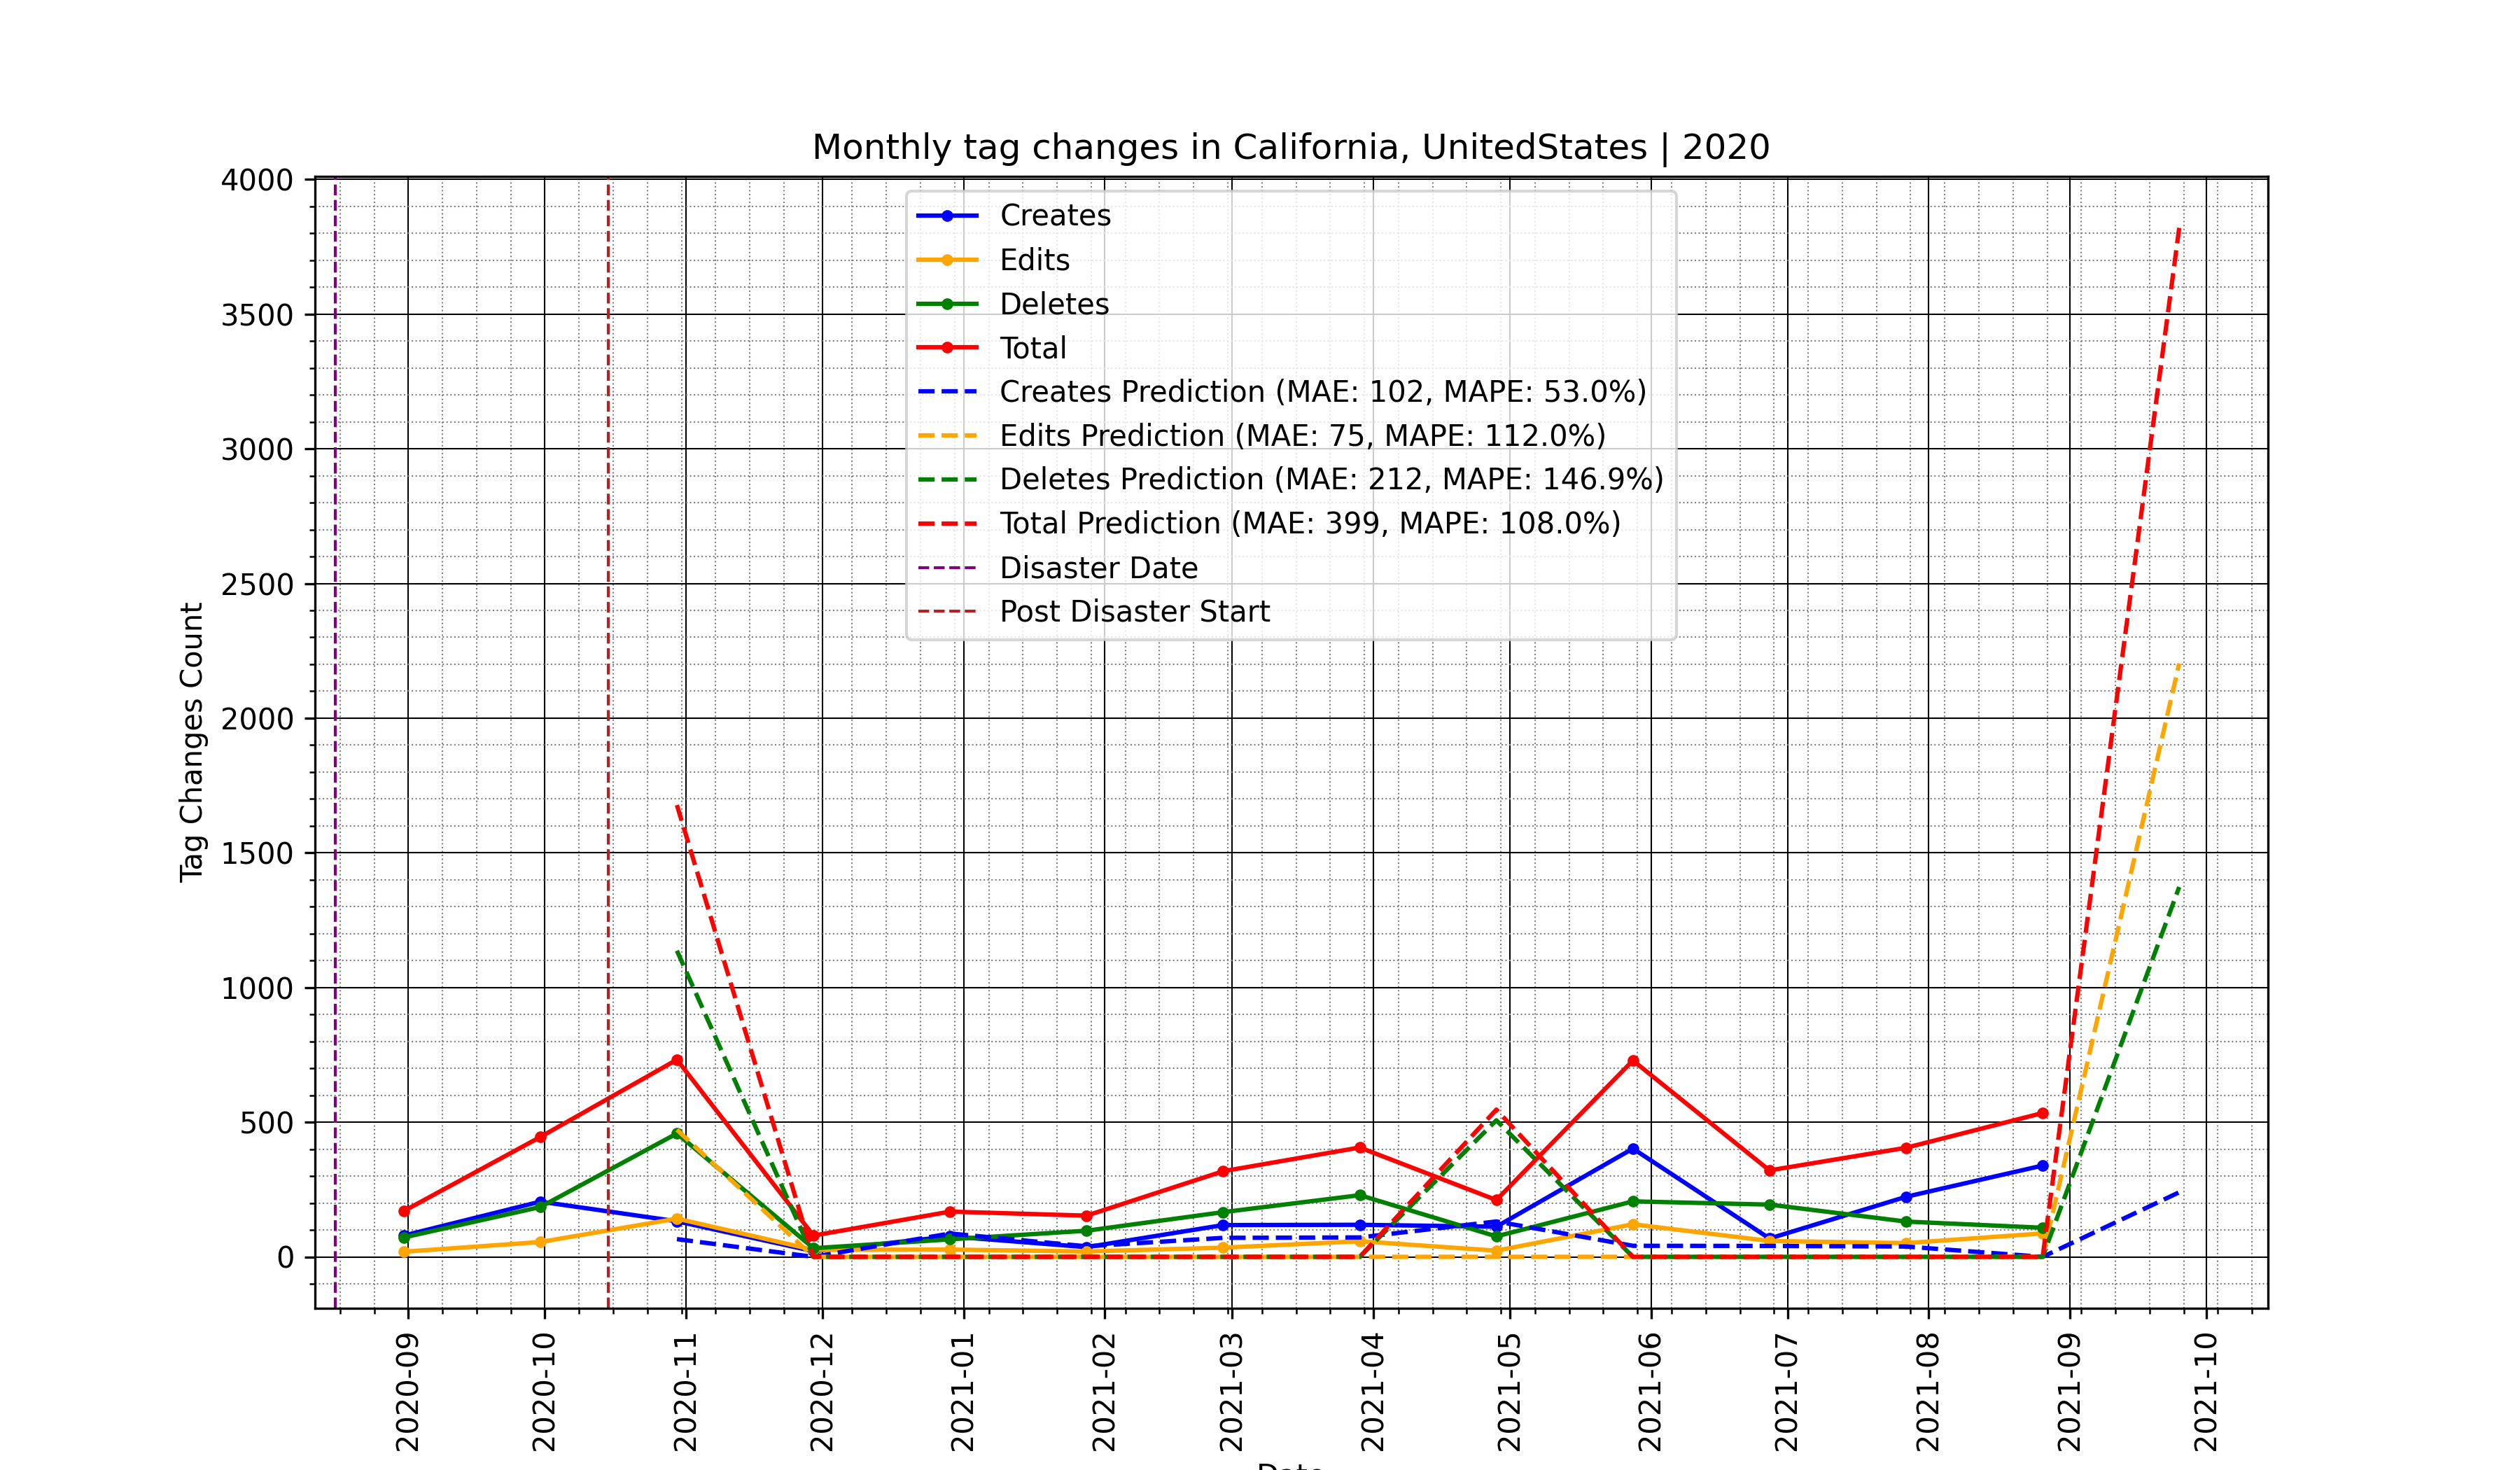 Monthly tag changes in California, UnitedStates | 2020
4000
3500
3000
2500
2000
1500
1000
500
0
Tag Changes Count
Creates
Edits
Deletes
Total
Creates Prediction (MAE: 102, MAPE: 53.0%)
Edits Prediction (MAE: 75, MAPE: 112.0%)
Deletes Prediction (MAE: 212, MAPE: 146.9%)
Total Prediction (MAE: 399, MAPE: 108.0%)
Disaster Date
Post Disaster Start
2020-09
2020-10
2020-11
2020-12
2021-01
2021-02
2021-03
2021-04
2021-05
2021-06
2021-07
2021-08
2021-09
2021-10
Date